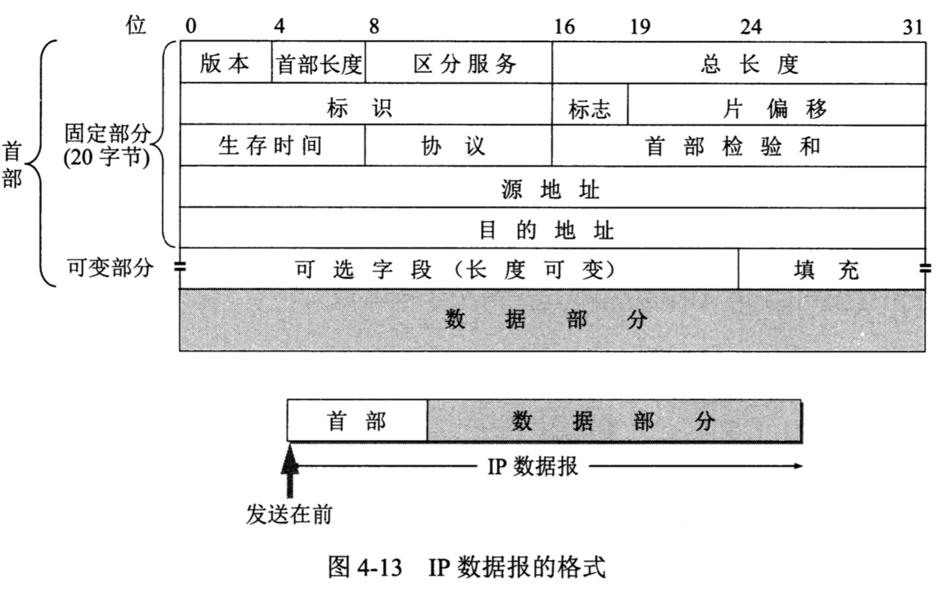 位 0 4 8 16 19 24 31
版本 首部长度 区分服务 总长度
标识 标志 片偏移
生存时间 协议 首部检验和
源地址
目的地址
可选字段（长度可变） 填充
数据部分
首部
固定部分
(20 字节)
可变部分
首部 数据部分
IP 数据报
发送在前
图 4-13 IP 数据报的格式